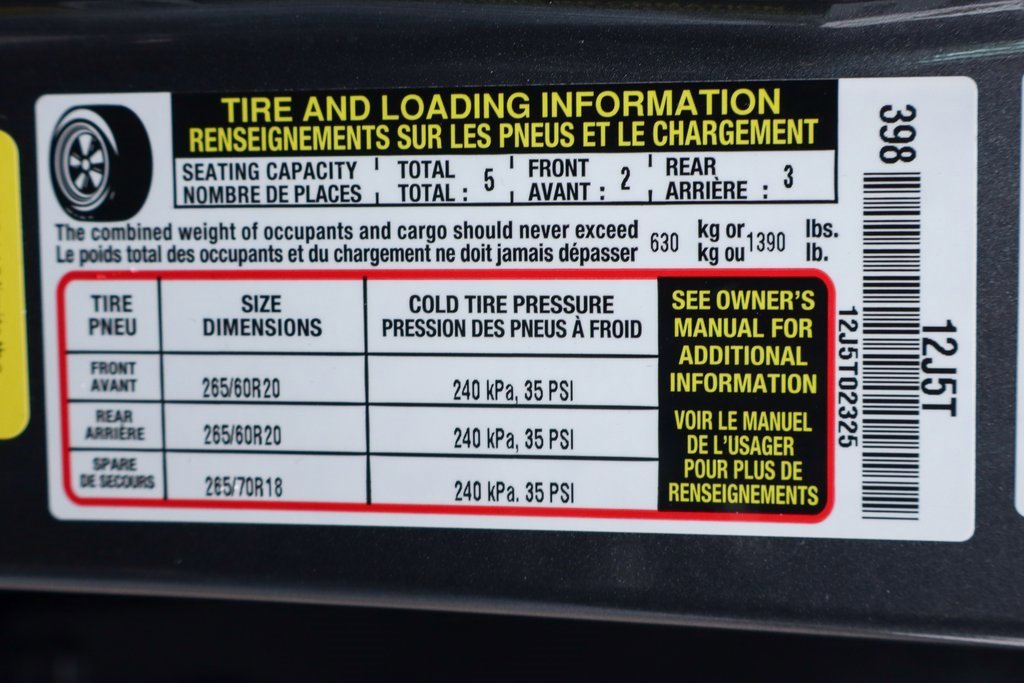 TIRE AND LOADING INFORMATION
RENSEIGNEMENTS SUR LES PNEUS ET LE CHARGEMENT
SEATING CAPACITY TOTAL FRONT REAR
NOMBRE DE PLACES TOTAL : 5 AVANT : 2 ARRIÈRE : 3
The combined weight of occupants and cargo should never exceed 630 kg or 1390 lbs.
Le poids total des occupants et du chargement ne doit jamais dépasser kg ou lb.
TIRE SIZE COLD TIRE PRESSURE
PNEU DIMENSIONS PRESSION DES PNEUS À FROID
FRONT
AVANT 265/60R20 240 kPa, 35 PSI
REAR
ARRIÈRE 265/60R20 240 kPa, 35 PSI
SPARE
DE SECOURS 265/70R18 240 kPa. 35 PSI
SEE OWNER'S
MANUAL FOR
ADDITIONAL
INFORMATION
VOIR LE MANUEL
DE L'USAGER
POUR PLUS DE
RENSEIGNEMENTS
398
12J5T02325
12J5T